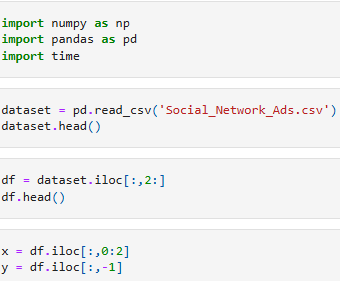 import numpy as np
import pandas as pd
import time
dataset = pd.read_csv('Social_Network_Ads.csv')
dataset.head()
df = dataset.iloc[:,2:]
df.head()
x = df.iloc[:,0:2]
y = df.iloc[:,-1]